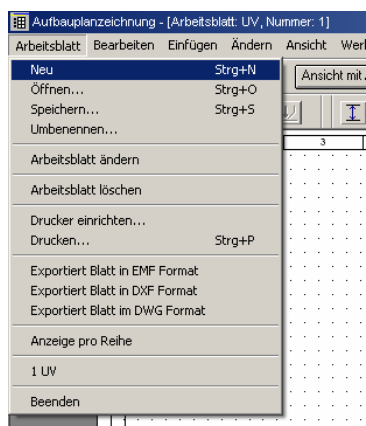 Aufbauplanzeichnung - [Arbeitsblatt: UV, Nummer: 1]
Arbeitsblatt Bearbeiten Einfügen Ändern Ansicht
Neu Strg+N
Ansicht mit
Öffnen... Strg+O
Speichern... Strg+S
Umbenennen...
3
Arbeitsblatt ändern
Arbeitsblatt löschen
Drucker einrichten...
Drucken... Strg+P
Exportiert Blatt in EMF Format
Exportiert Blatt in DXF Format
Exportiert Blatt im DWG Format
Anzeige pro Reihe
1 UV
Beenden